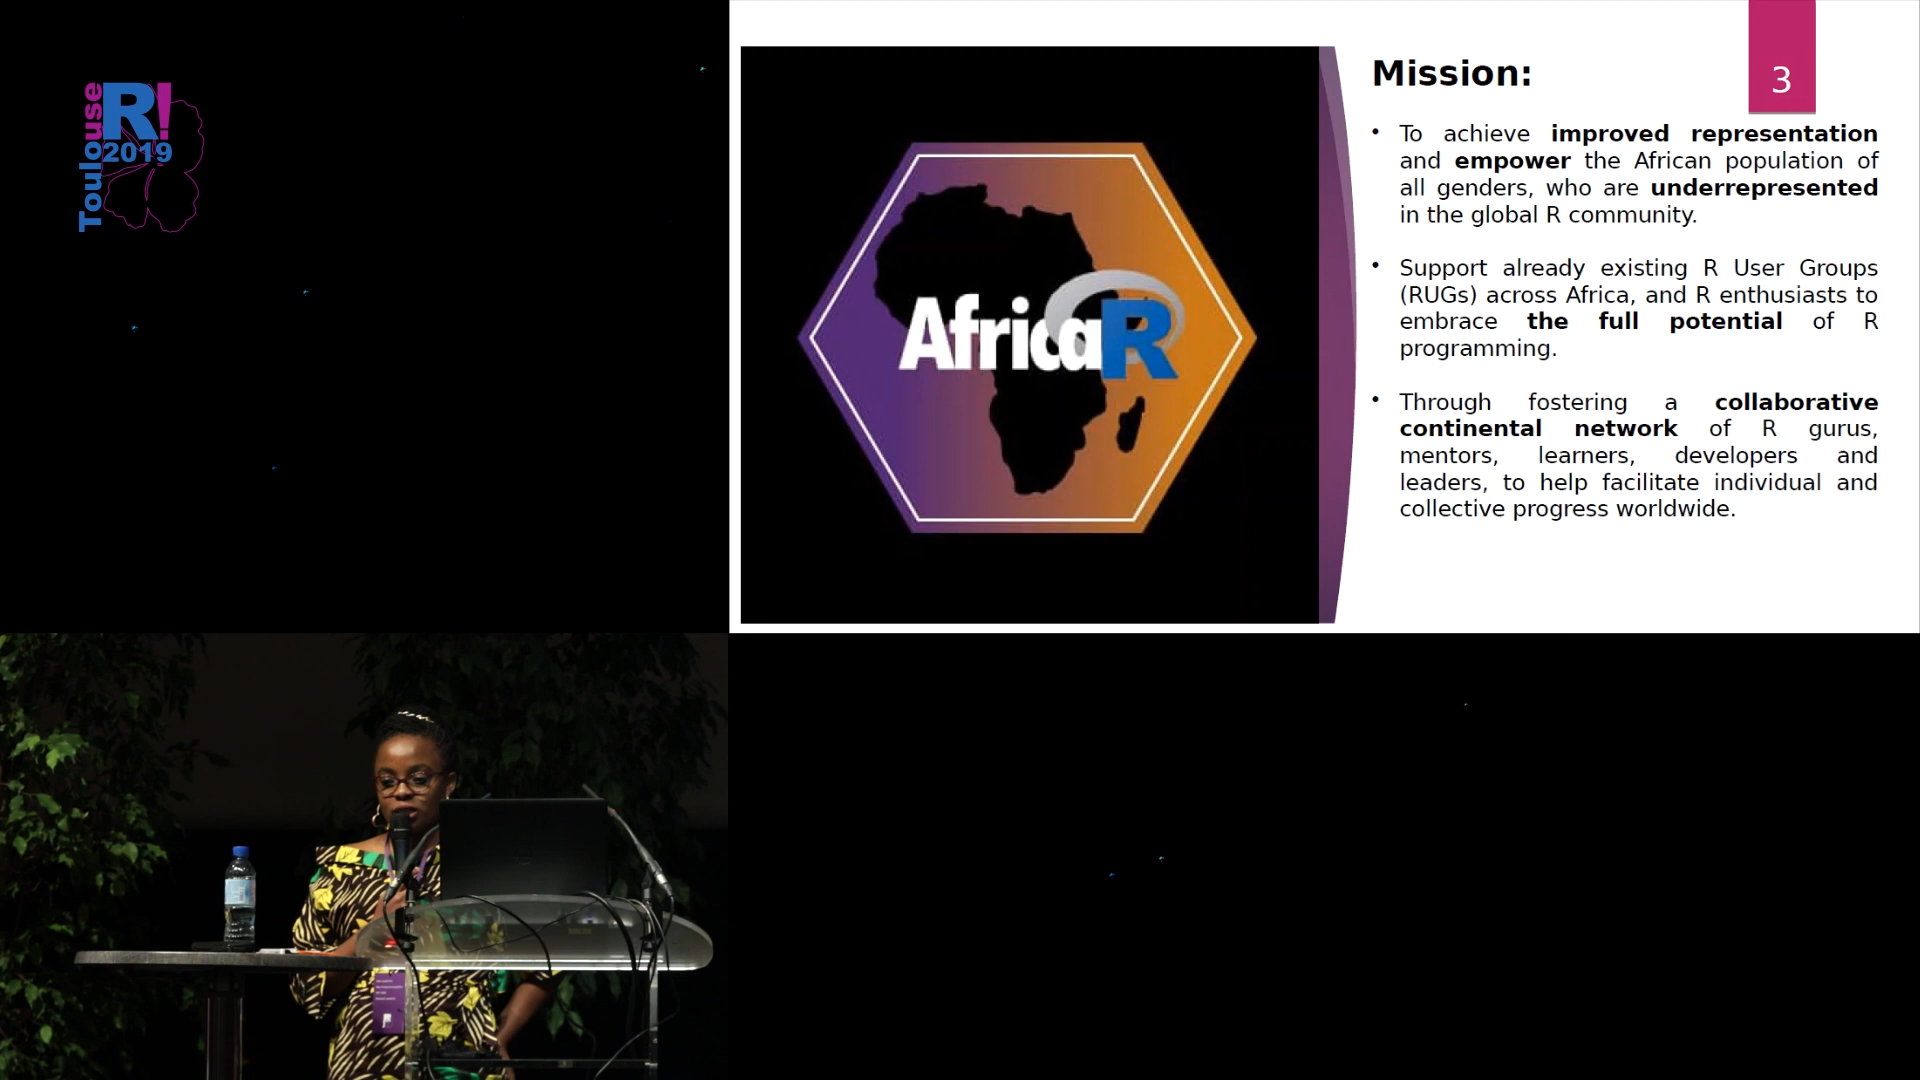 Toulouse
R!
2019
AfricaR
3
Mission:
• To achieve improved representation
and empower the African population of
all genders, who are underrepresented
in the global R community.
• Support already existing R User Groups
(RUGs) across Africa, and R enthusiasts to
embrace the full potential of R
programming.
• Through fostering a collaborative
continental network of R gurus,
mentors, learners, developers and
leaders, to help facilitate individual and
collective progress worldwide.